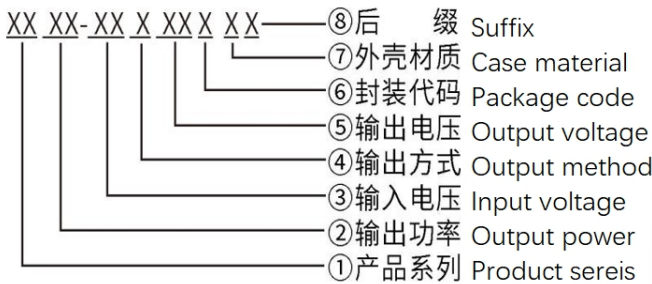 XX XX-XX X XX X X X
⑧后 缀 Suffix
⑦外壳材质 Case material
⑥封装代码 Package code
⑤输出电压 Output voltage
④输出方式 Output method
③输入电压 Input voltage
②输出功率 Output power
①产品系列 Product sereis